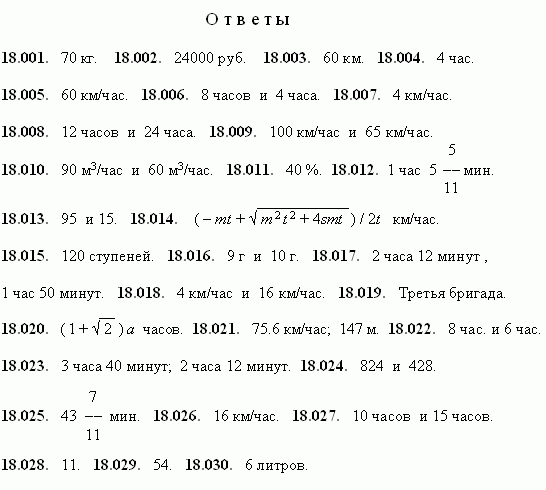 О т в е т ы
18.001. 70 кг. 18.002. 24000 руб. 18.003. 60 км. 18.004. 4 час.
18.005. 60 км/час. 18.006. 8 часов и 4 часа. 18.007. 4 км/час.
18.008. 12 часов и 24 часа. 18.009. 100 км/час и 65 км/час.
18.010. 90 м³/час и 60 м³/час. 18.011. 40 %. 18.012. 1 час 5 5/11 мин.
18.013. 95 и 15. 18.014. ( – mt + √(m²t² + 4smt) ) / 2t км/час.
18.015. 120 ступеней. 18.016. 9 г и 10 г. 18.017. 2 часа 12 минут ,
1 час 50 минут. 18.018. 4 км/час и 16 км/час. 18.019. Третья бригада.
18.020. ( 1 + √2 ) a часов. 18.021. 75.6 км/час; 147 м. 18.022. 8 час. и 6 час.
18.023. 3 часа 40 минут; 2 часа 12 минут. 18.024. 824 и 428.
18.025. 43 7/11 мин. 18.026. 16 км/час. 18.027. 10 часов и 15 часов.
18.028. 11. 18.029. 54. 18.030. 6 литров.